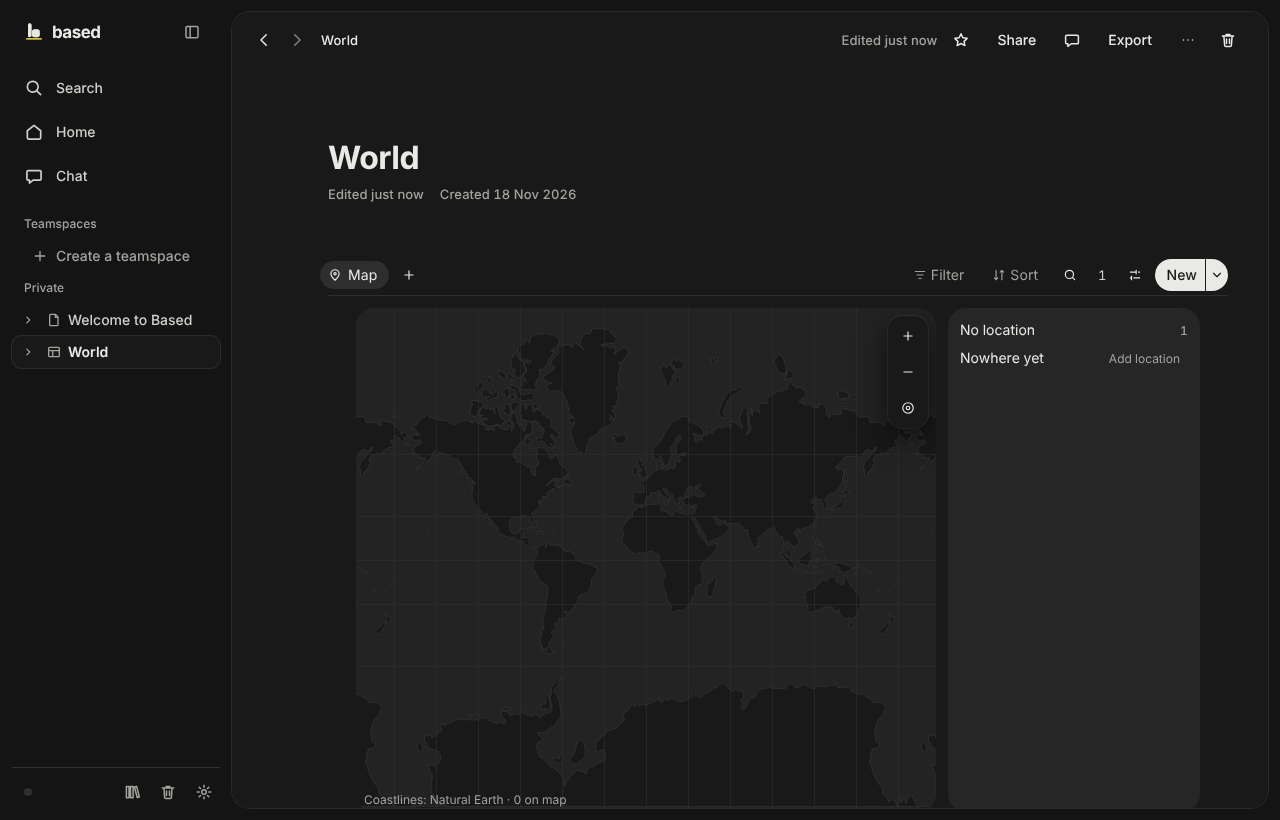 based
World
Edited just now
Share
Export
Search
Home
Chat
Teamspaces
Create a teamspace
Private
Welcome to Based
World
World
Edited just now Created 18 Nov 2026
Map
Filter
Sort
1
New
No location 1
Nowhere yet Add location
Coastlines: Natural Earth · 0 on map